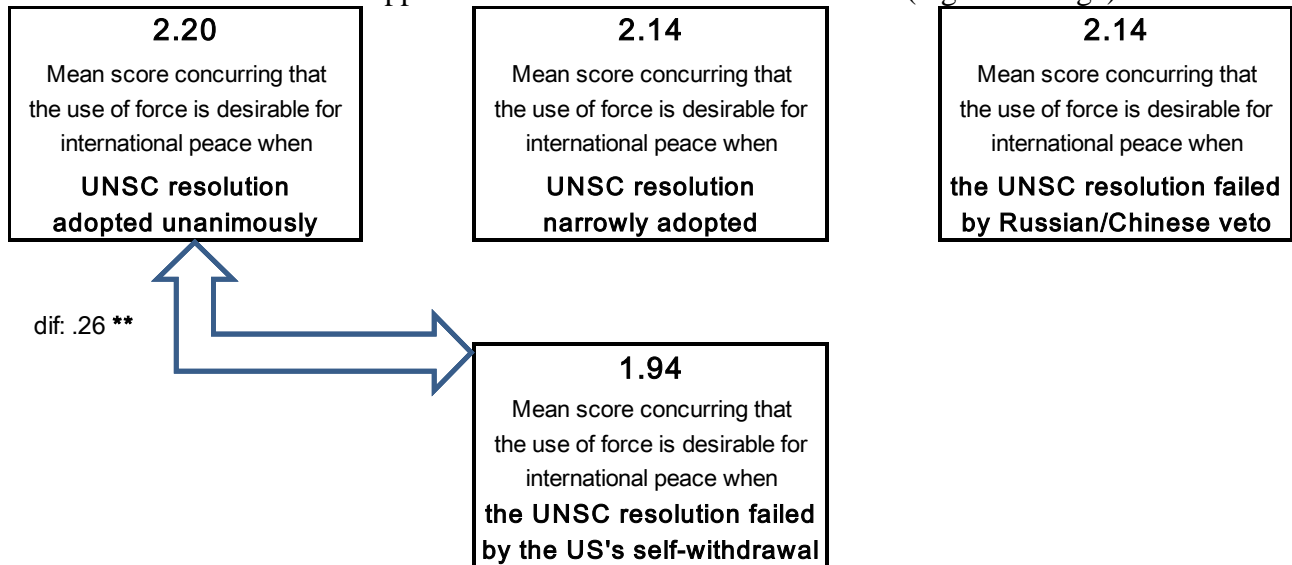 2.20
Mean score concurring that
the use of force is desirable for
international peace when
UNSC resolution
adopted unanimously
2.14
Mean score concurring that
the use of force is desirable for
international peace when
UNSC resolution
narrowly adopted
2.14
Mean score concurring that
the use of force is desirable for
international peace when
the UNSC resolution failed
by Russian/Chinese veto
dif: .26 **
1.94
Mean score concurring that
the use of force is desirable for
international peace when
the UNSC resolution failed
by the US's self-withdrawal